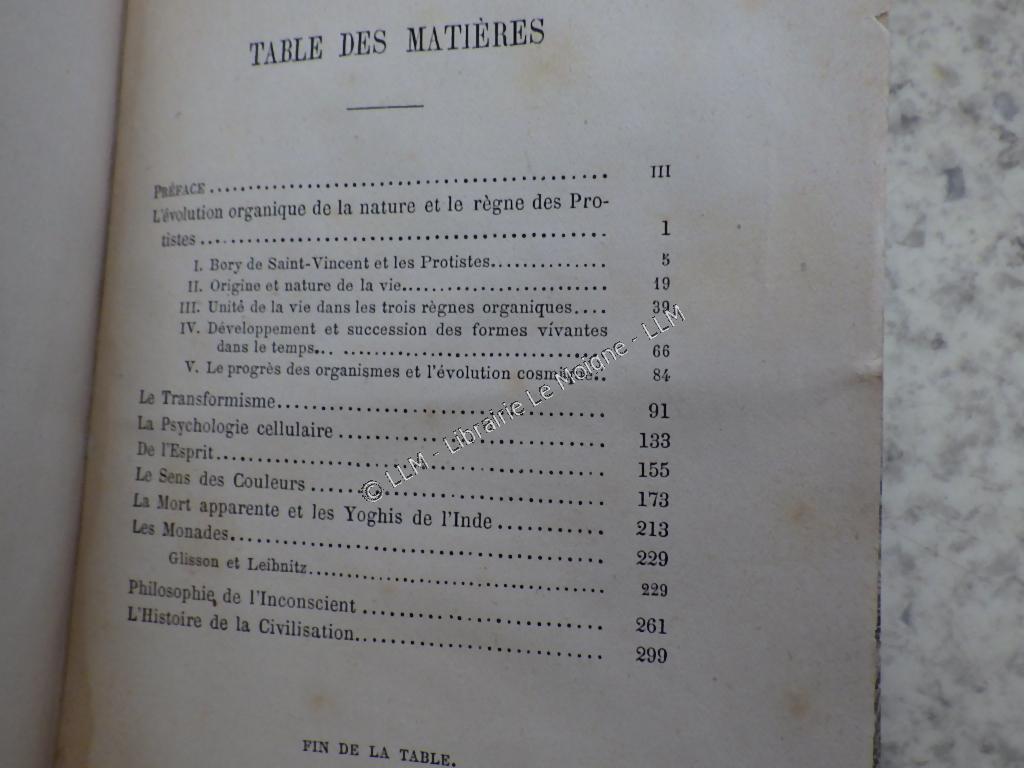 TABLE DES MATIÈRES
PRÉFACE........................................ III
L'évolution organique de la nature et le règne des Pro-
tistes........................................ 1
I. Bory de Saint-Vincent et les Protistes.............. 5
II. Origine et nature de la vie........................ 19
III. Unité de la vie dans les trois règnes organiques.... 39
IV. Développement et succession des formes vivantes
dans le temps... ........................ 66
V. Le progrès des organismes et l'évolution cosmique.. 84
Le Transformisme................................ 91
La Psychologie cellulaire ........................ 133
De l'Esprit........................................ 155
Le Sens des Couleurs ............................ 173
La Mort apparente et les Yoghis de l'Inde ........... 213
Les Monades.................................... 229
Glisson et Leibnitz............................ 229
Philosophie de l'Inconscient ...................... 261
L'Histoire de la Civilisation........................ 299
FIN DE LA TABLE.
© LLM - Librairie Le Moigne - LLM